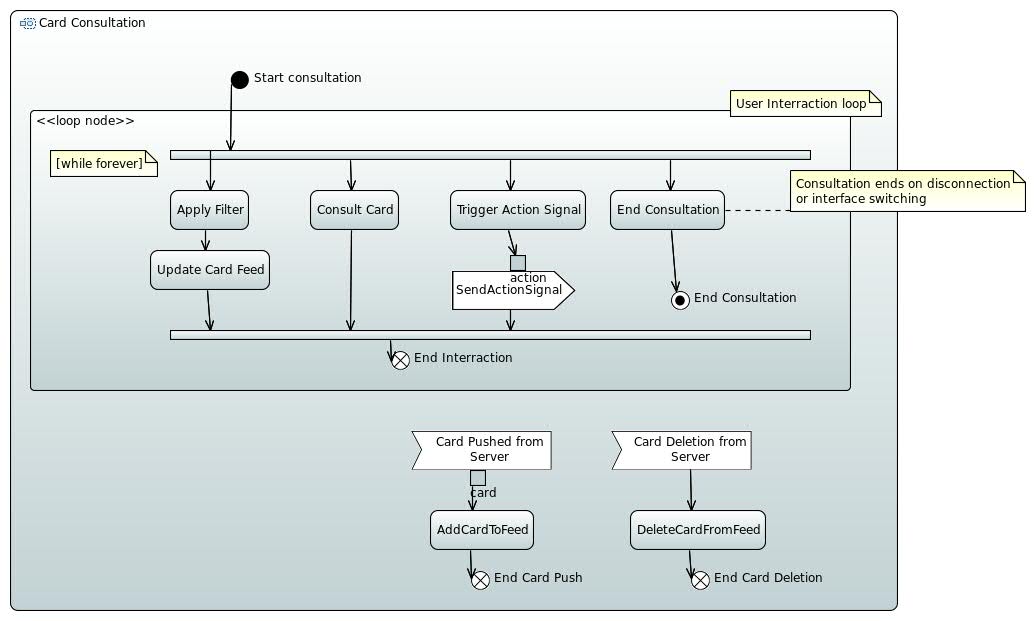 Card Consultation
Start consultation
User Interraction loop
<<loop node>>
[while forever]
Consultation ends on disconnection
or interface switching
Apply Filter
Consult Card
Trigger Action Signal
End Consultation
Update Card Feed
action
SendActionSignal
End Consultation
End Interraction
Card Pushed from
Server
Card Deletion from
Server
card
AddCardToFeed
DeleteCardFromFeed
End Card Push
End Card Deletion